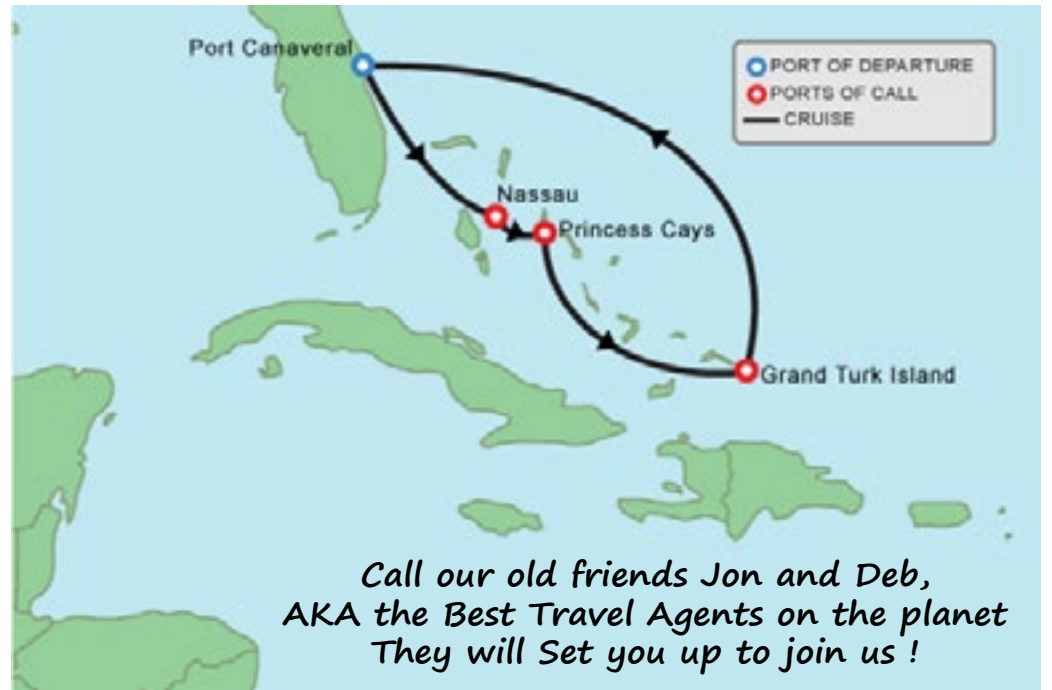 Port Canaveral
PORT OF DEPARTURE
PORTS OF CALL
CRUISE
Nassau
Princess Cays
Grand Turk Island
Call our old friends Jon and Deb,
AKA the Best Travel Agents on the planet
They will Set you up to join us !